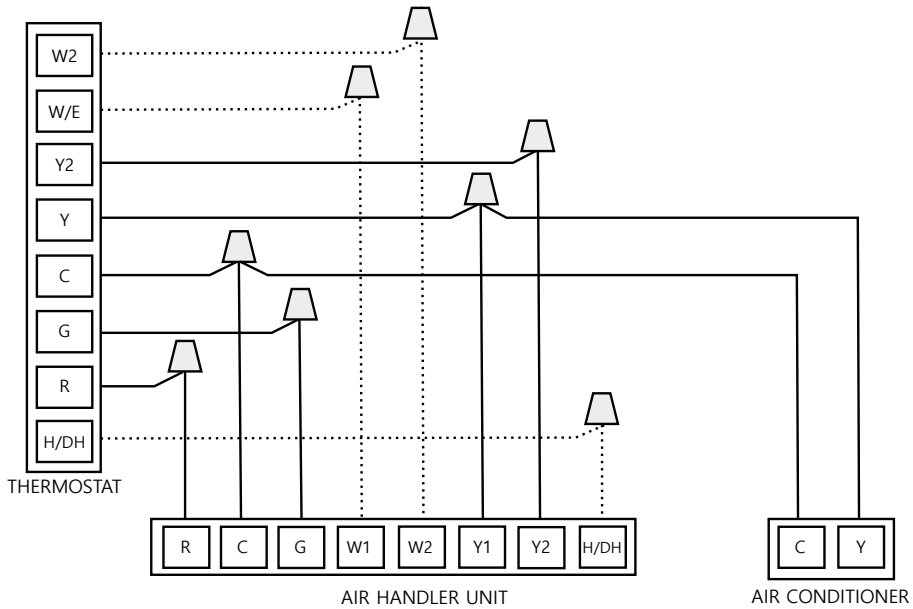 W2
W/E
Y2
Y
C
G
R
H/DH
THERMOSTAT
R C G W1 W2 Y1 Y2 H/DH
AIR HANDLER UNIT
C Y
AIR CONDITIONER